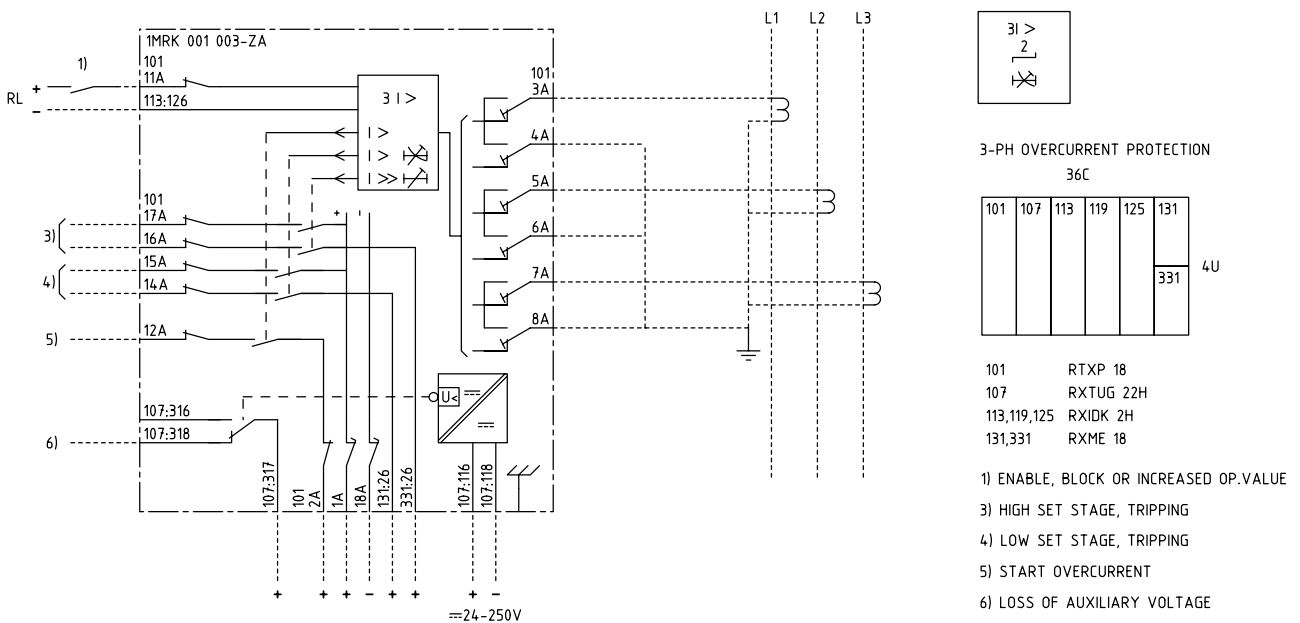 1MRK 001 003-ZA
1)
RL
+
−
101
11A
113:126
3 I>
I >
I >
I >>
101
17A
16A
15A
14A
12A
3)
4)
5)
6)
+ -
107:316
107:318
107:317
101
2A
1A
18A
131:26
331:26
U<
107:116
107:118
+ + + − + + + −
24-250V
101
3A
4A
5A
6A
7A
8A
L1 L2 L3
3I >
2
3-PH OVERCURRENT PROTECTION
36C
101 107 113 119 125 131
331
4U
101 RTXP 18
107 RXTUG 22H
113,119,125 RXIDK 2H
131,331 RXME 18
1) ENABLE, BLOCK OR INCREASED OP.VALUE
3) HIGH SET STAGE, TRIPPING
4) LOW SET STAGE, TRIPPING
5) START OVERCURRENT
6) LOSS OF AUXILIARY VOLTAGE